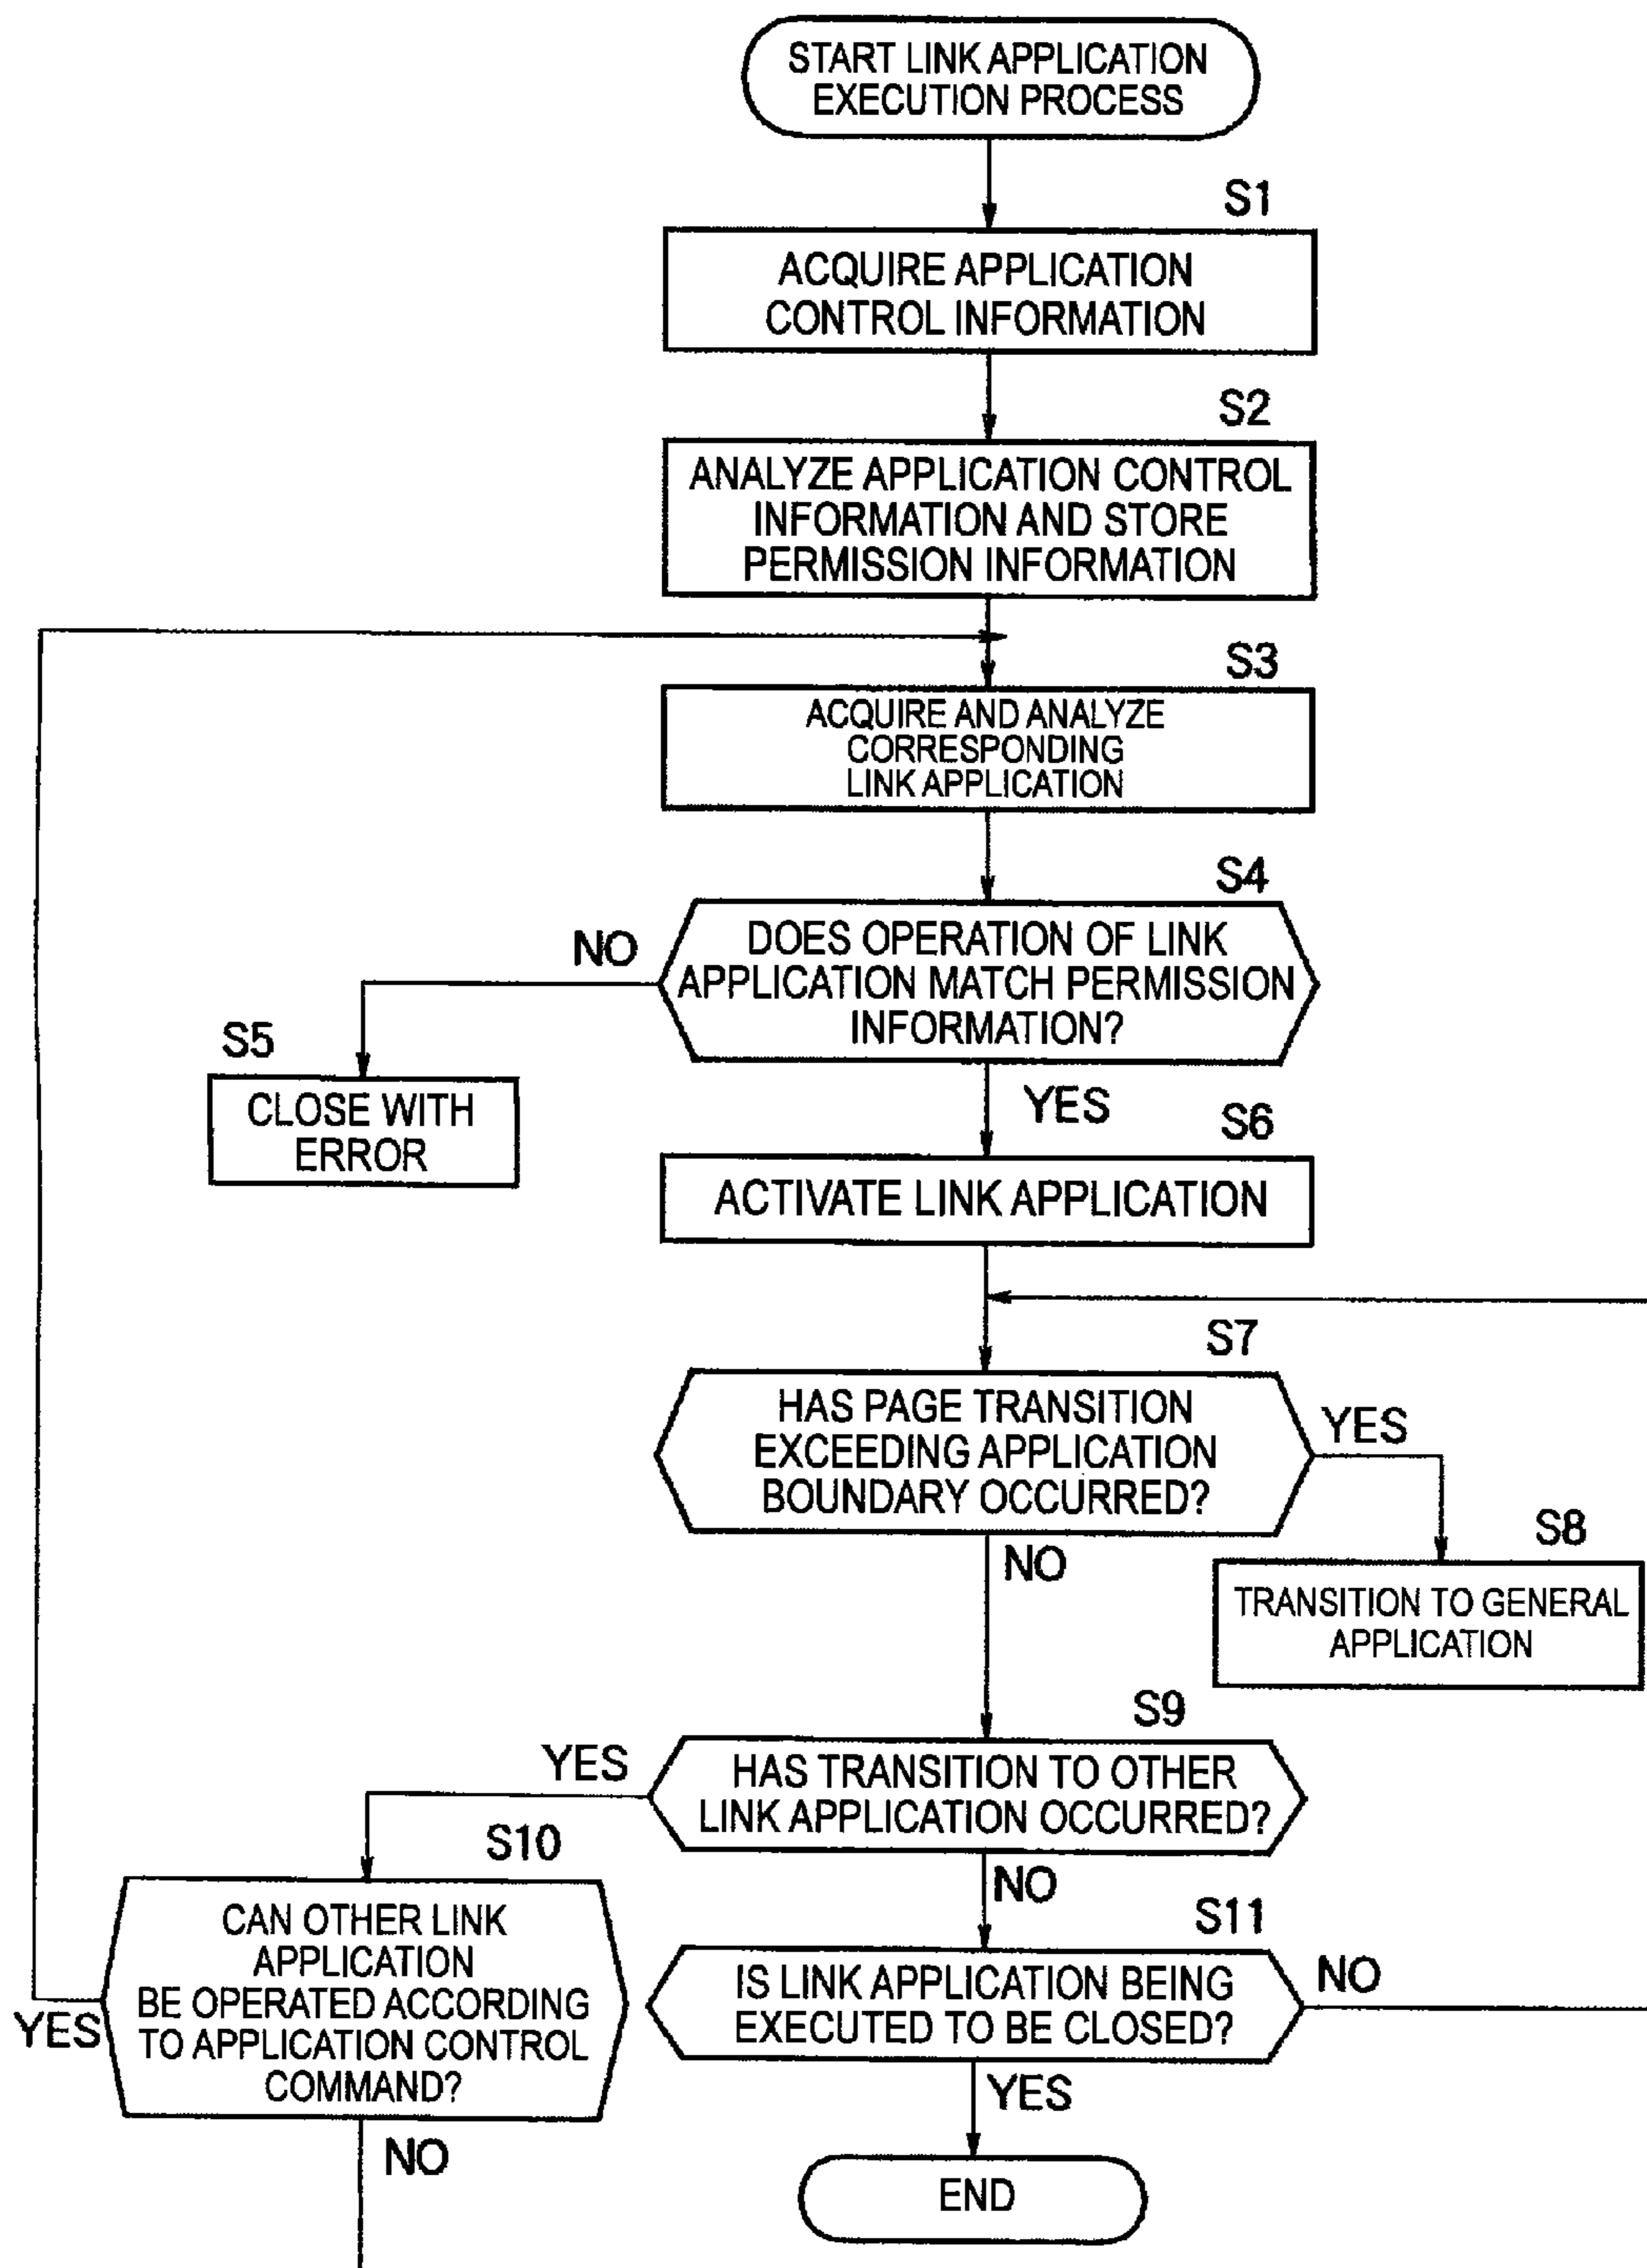 START LINK APPLICATION
EXECUTION PROCESS
S1
ACQUIRE APPLICATION
CONTROL INFORMATION
S2
ANALYZE APPLICATION CONTROL
INFORMATION AND STORE
PERMISSION INFORMATION
S3
ACQUIRE AND ANALYZE
CORRESPONDING
LINK APPLICATION
S4
DOES OPERATION OF LINK
APPLICATION MATCH PERMISSION
INFORMATION?
NO
S5
CLOSE WITH
ERROR
YES
S6
ACTIVATE LINK APPLICATION
S7
HAS PAGE TRANSITION
EXCEEDING APPLICATION
BOUNDARY OCCURRED?
YES
S8
TRANSITION TO GENERAL
APPLICATION
NO
S9
HAS TRANSITION TO OTHER
LINK APPLICATION OCCURRED?
YES
S10
CAN OTHER LINK
APPLICATION
BE OPERATED ACCORDING
TO APPLICATION CONTROL
COMMAND?
YES
NO
NO
S11
IS LINK APPLICATION BEING
EXECUTED TO BE CLOSED?
NO
YES
END